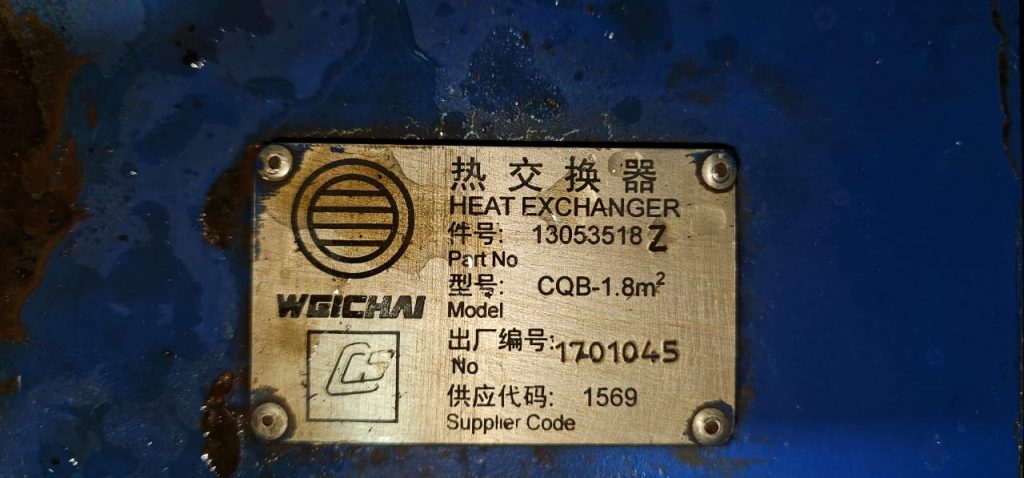 热交换器
HEAT EXCHANGER
件号: 13053518 Z
Part No
型号: CQB-1.8m²
Model
WEICHAI
出厂编号: 1701045
No
供应代码: 1569
Supplier Code